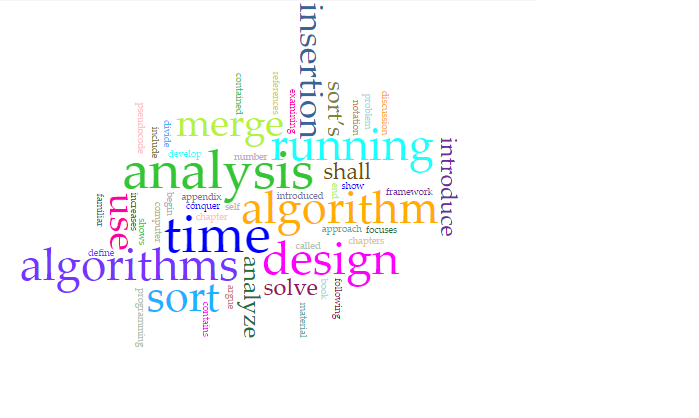 insertion
contained
references
examining
sort's
notation
problem
discussion
pseudocode
include
divide
merge
running
develop
number
analysis
shall
introduce
show
framework
familiar
use
increases
shows
begin
computer
appendix
conquer
self
chapter
introduced
end
algorithm
time
approach
focuses
called
chapters
define
algorithms
design
analyze
solve
sort
book
following
programming
contains
argue
material